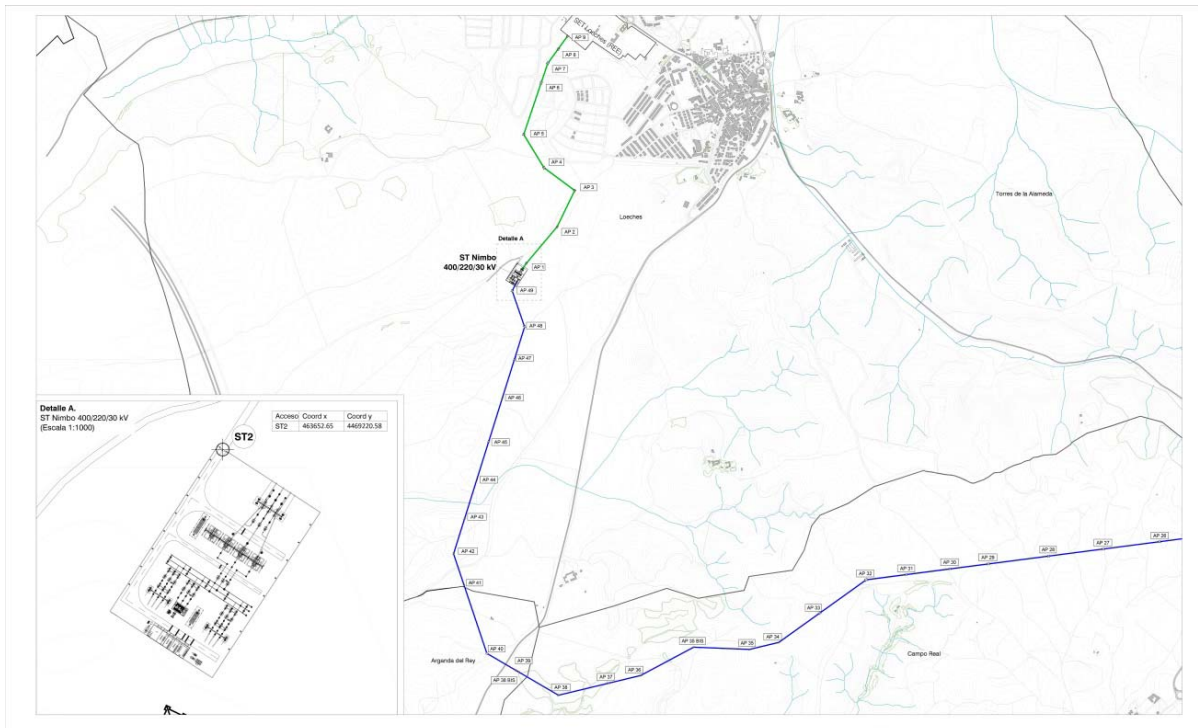 SET Loeches (REE)
AP 9
AP 8
AP 7
AP 6
AP 5
AP 4
AP 3
Torres de la Alameda
Loeches
AP 2
Detalle A
ST Nimbo
400/220/30 kV
AP 1
AP 49
AP 48
AP 47
AP 46
AP 45
AP 44
AP 43
AP 42
AP 41
AP 40
AP 39
AP 38 BIS
AP 38
AP 37
AP 36
AP 35 BIS
AP 35
AP 34
AP 33
AP 32
AP 31
AP 30
AP 29
AP 28
AP 27
AP 26
Arganda del Rey
Campo Real
Detalle A.
ST Nimbo 400/220/30 kV
(Escala 1:1000)
Acceso Coord x Coord y
ST2 463652.65 4469220.58
ST2